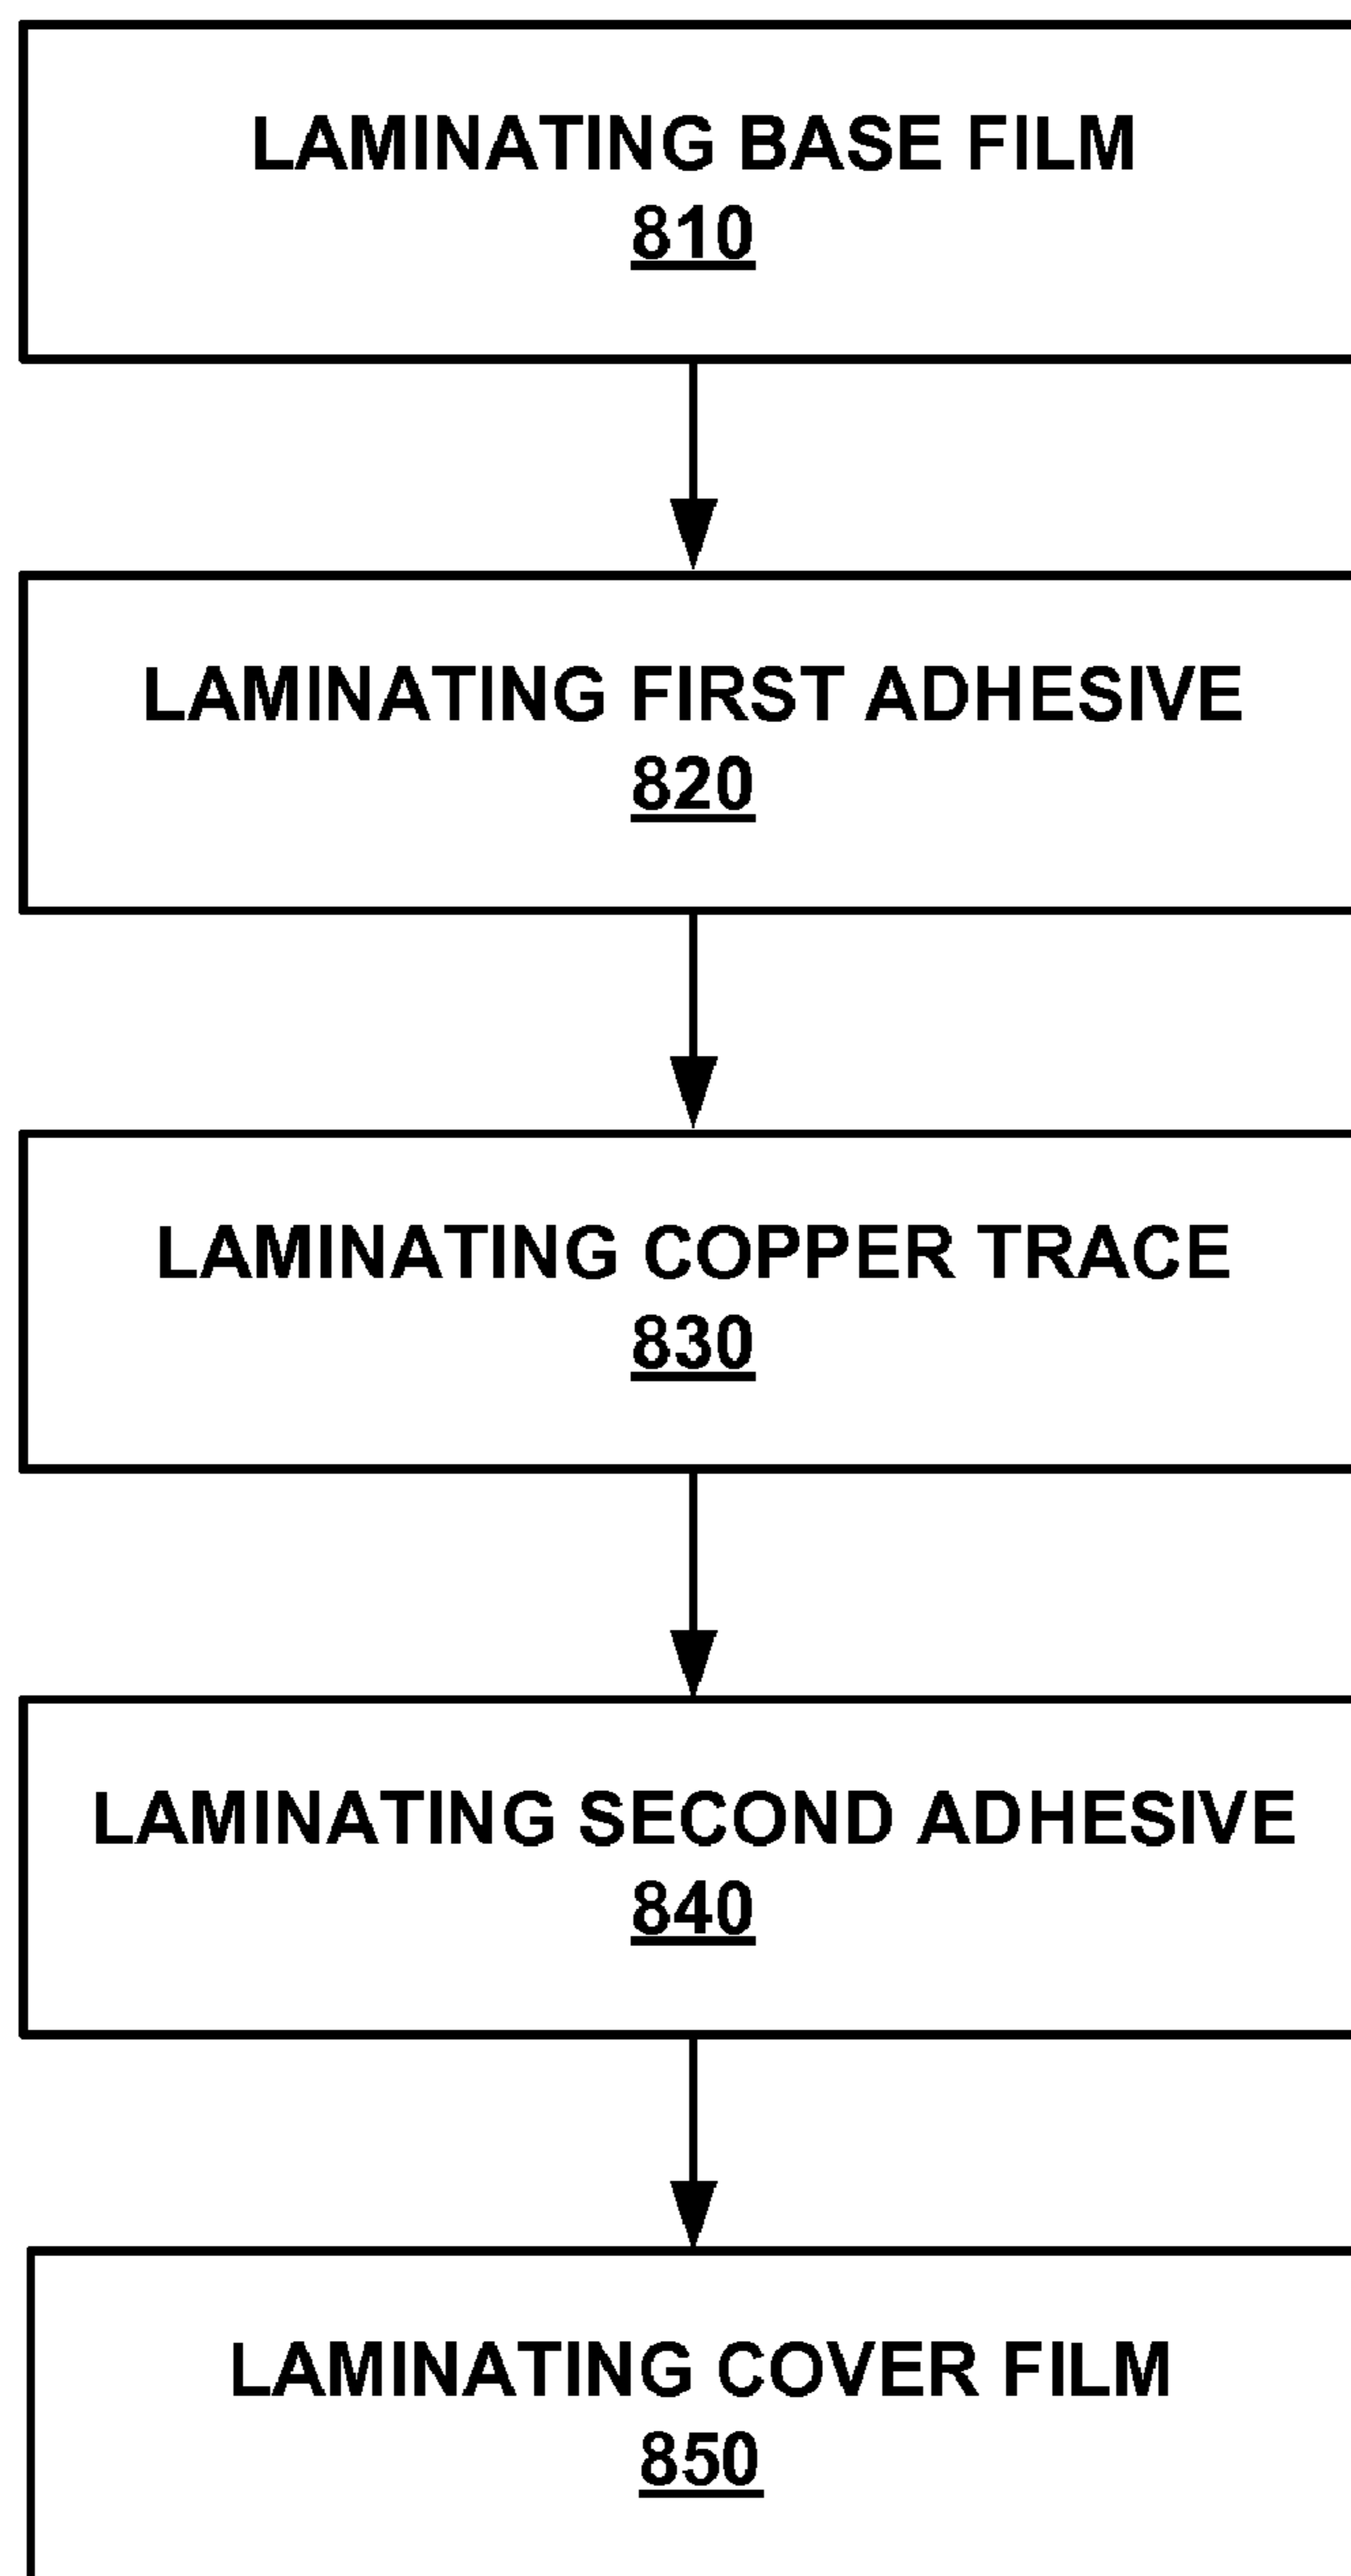 LAMINATING BASE FILM
810
LAMINATING FIRST ADHESIVE
820
LAMINATING COPPER TRACE
830
LAMINATING SECOND ADHESIVE
840
LAMINATING COVER FILM
850